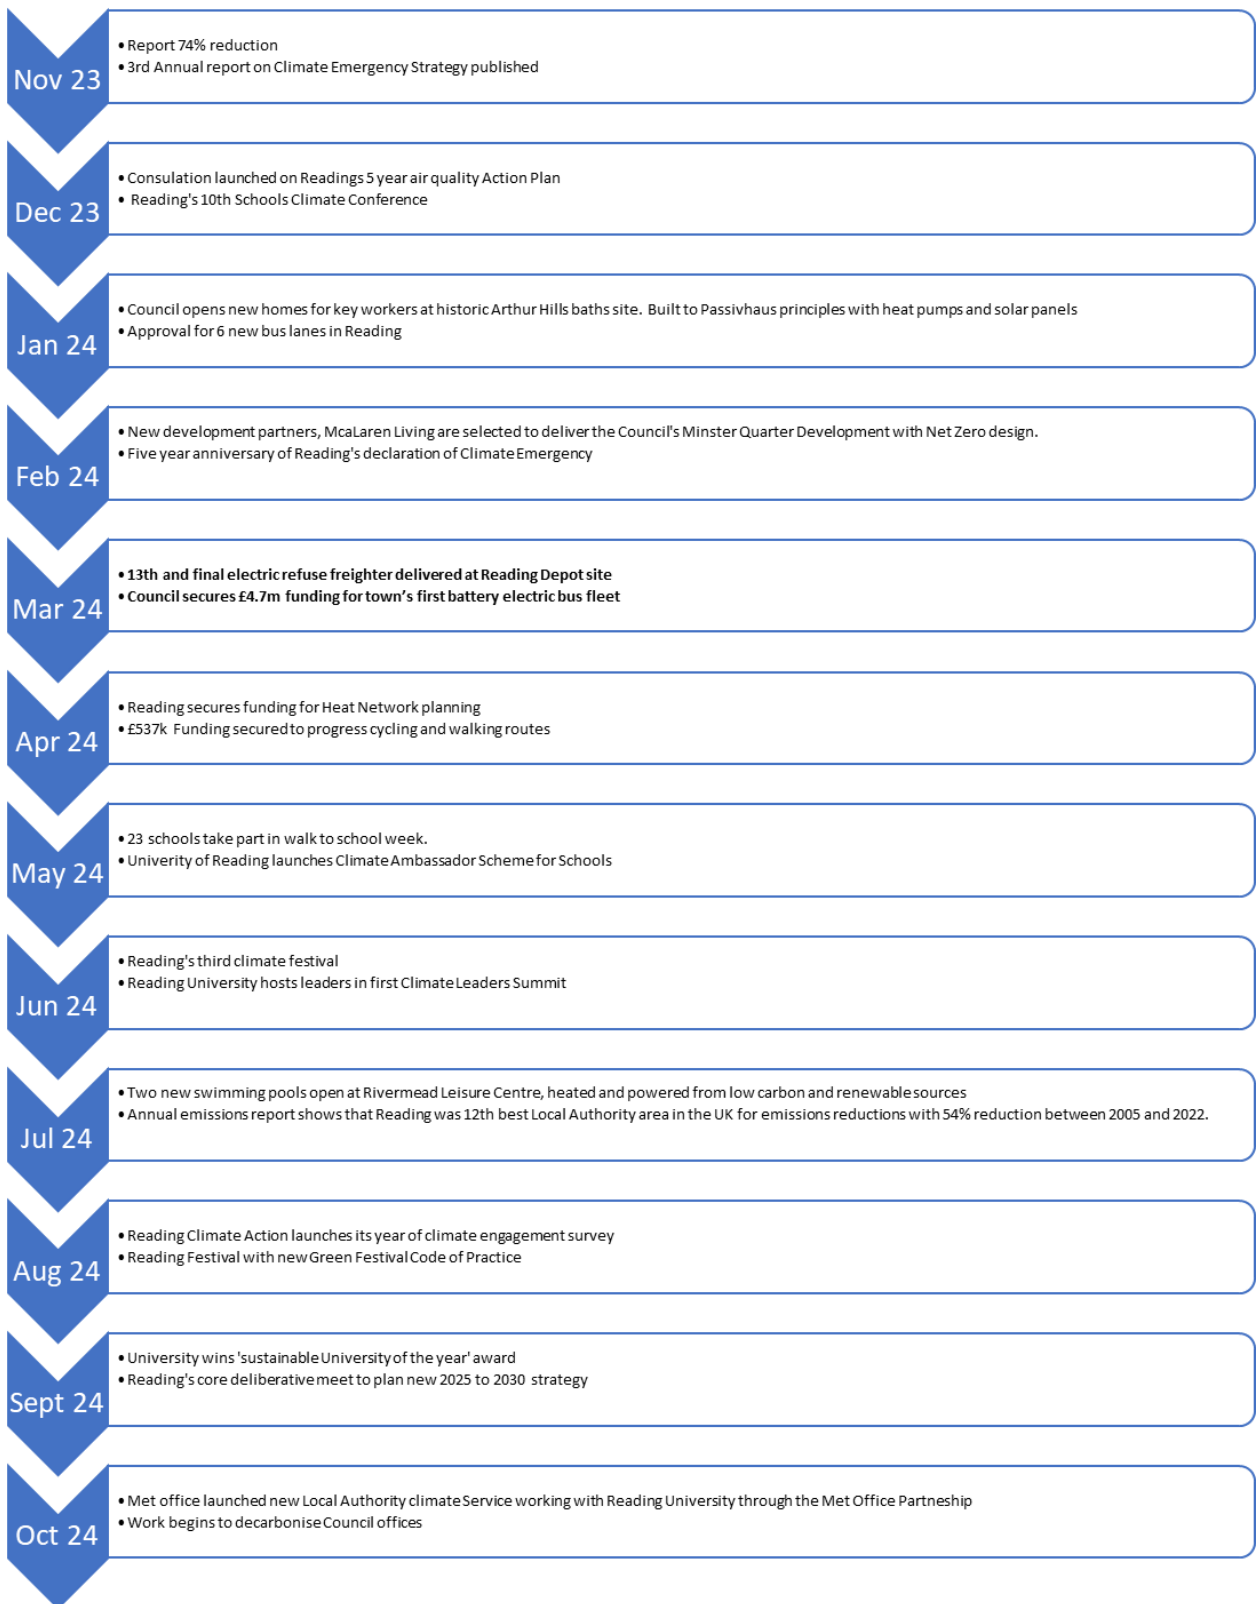 Nov 23
• Report 74% reduction
• 3rd Annual report on Climate Emergency Strategy published
Dec 23
• Consulation launched on Readings 5 year air quality Action Plan
• Reading's 10th Schools Climate Conference
Jan 24
• Council opens new homes for key workers at historic Arthur Hills baths site. Built to Passivhaus principles with heat pumps and solar panels
• Approval for 6 new bus lanes in Reading
Feb 24
• New development partners, McaLaren Living are selected to deliver the Council's Minster Quarter Development with Net Zero design.
• Five year anniversary of Reading's declaration of Climate Emergency
Mar 24
• 13th and final electric refuse freighter delivered at Reading Depot site
• Council secures £4.7m funding for town’s first battery electric bus fleet
Apr 24
• Reading secures funding for Heat Network planning
• £537k Funding secured to progress cycling and walking routes
May 24
• 23 schools take part in walk to school week.
• Univerity of Reading launches Climate Ambassador Scheme for Schools
Jun 24
• Reading's third climate festival
• Reading University hosts leaders in first Climate Leaders Summit
Jul 24
• Two new swimming pools open at Rivermead Leisure Centre, heated and powered from low carbon and renewable sources
• Annual emissions report shows that Reading was 12th best Local Authority area in the UK for emissions reductions with 54% reduction between 2005 and 2022.
Aug 24
• Reading Climate Action launches its year of climate engagement survey
• Reading Festival with new Green Festival Code of Practice
Sept 24
• University wins 'sustainable University of the year' award
• Reading's core deliberative meet to plan new 2025 to 2030 strategy
Oct 24
• Met office launched new Local Authority climate Service working with Reading University through the Met Office Partneship
• Work begins to decarbonise Council offices